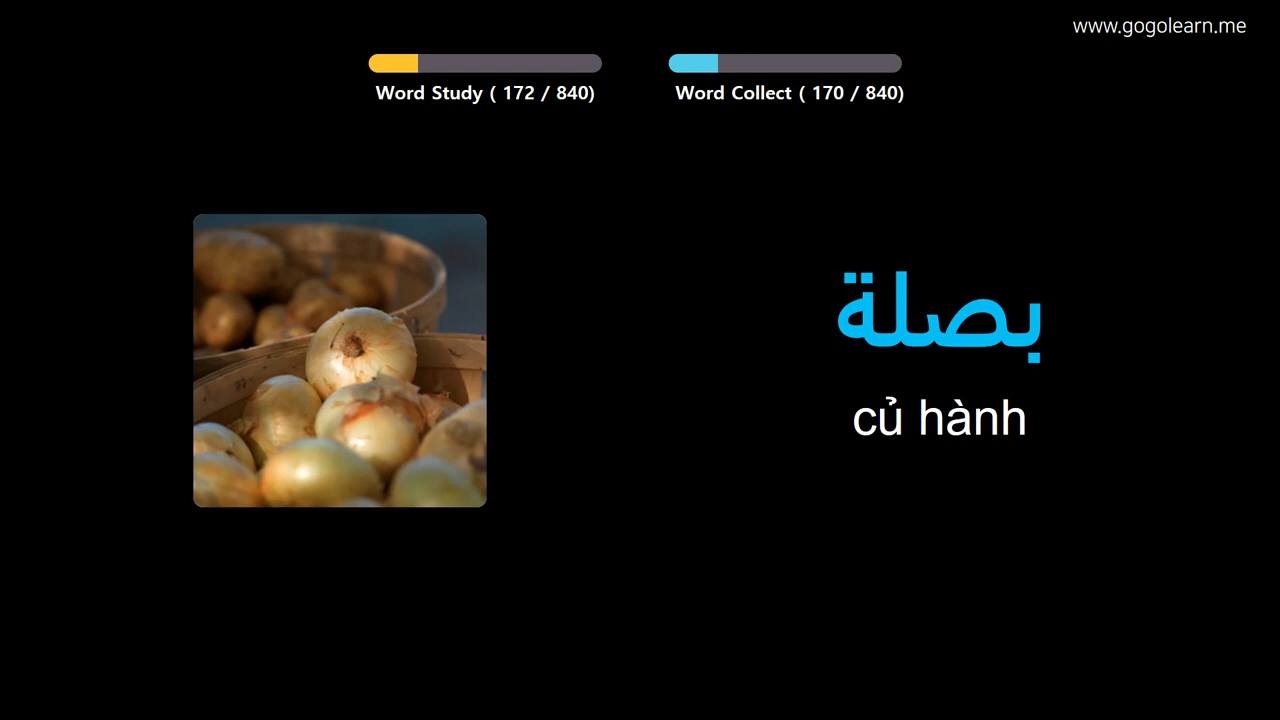 www.gogolearn.me
Word Study ( 172 / 840)
Word Collect ( 170 / 840)
بصلة
củ hành